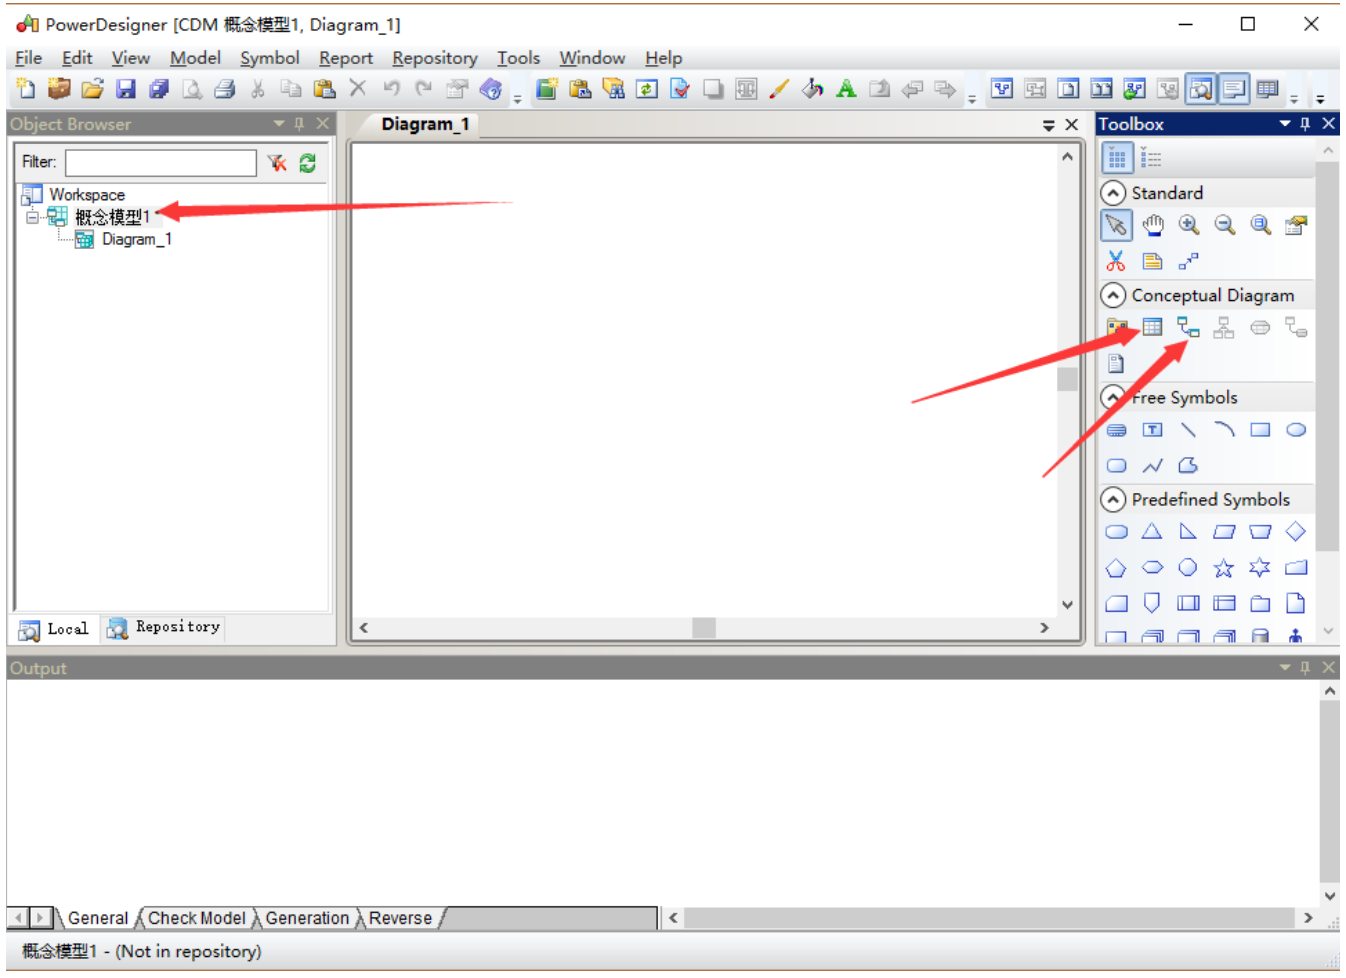 PowerDesigner [CDM 概念模型1, Diagram_1]
File Edit View Model Symbol Report Repository Tools Window Help
Object Browser
Diagram_1
Toolbox
Filter:
Workspace
概念模型1
Diagram_1
Standard
Conceptual Diagram
Free Symbols
Predefined Symbols
Local
Repository
Output
General
Check Model
Generation
Reverse
概念模型1 - (Not in repository)